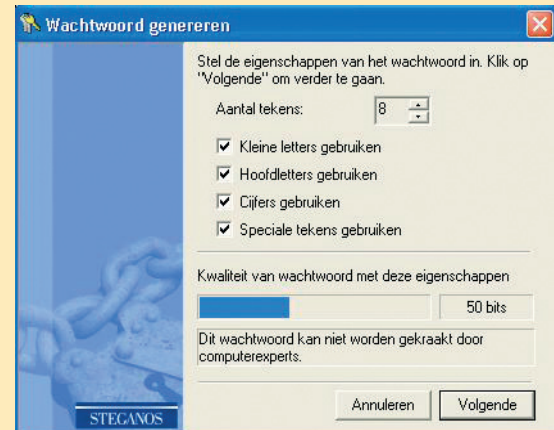 Wachtwoord genereren
Stel de eigenschappen van het wachtwoord in. Klik op
"Volgende" om verder te gaan.
Aantal tekens: 8
Kleine letters gebruiken
Hoofdletters gebruiken
Cijfers gebruiken
Speciale tekens gebruiken
Kwaliteit van wachtwoord met deze eigenschappen
50 bits
Dit wachtwoord kan niet worden gekraakt door
computerexperts.
Annuleren Volgende
STEGANOS